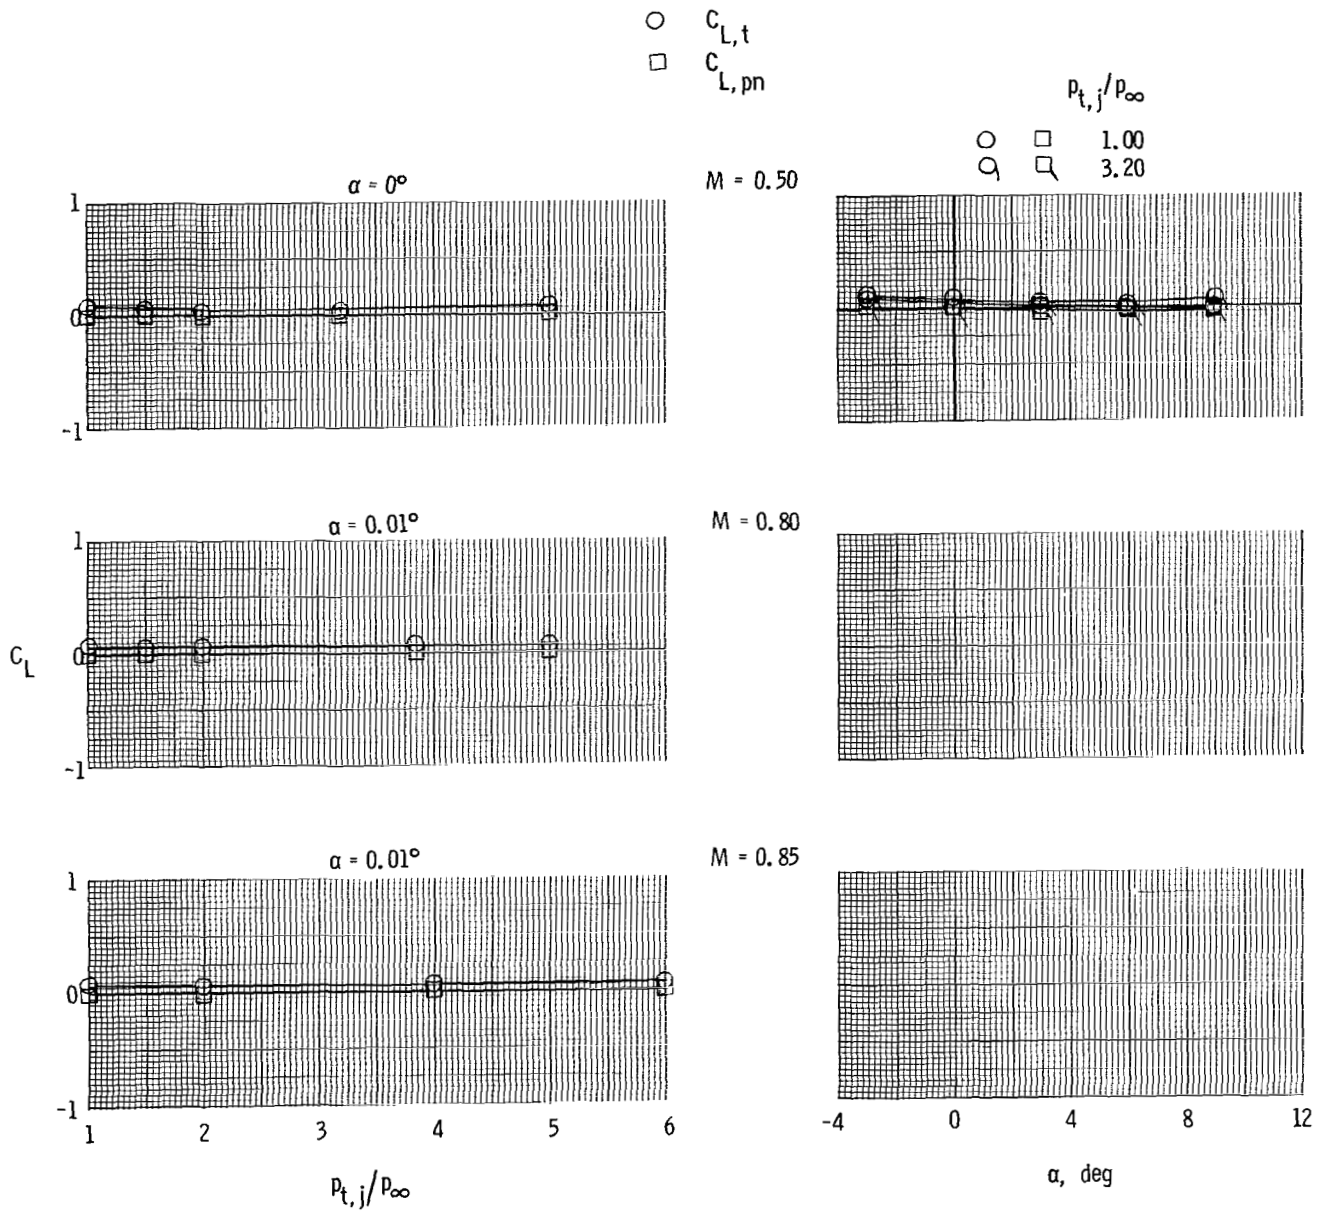 C_L,t
C_L,pn
p_t,j/p_∞
1.00
3.20
α = 0°
M = 0.50
1
0
-1
α = 0.01°
M = 0.80
1
C_L
0
-1
α = 0.01°
M = 0.85
1
0
-1
1 2 3 4 5 6
-4 0 4 8 12
p_t,j/p_∞
α, deg